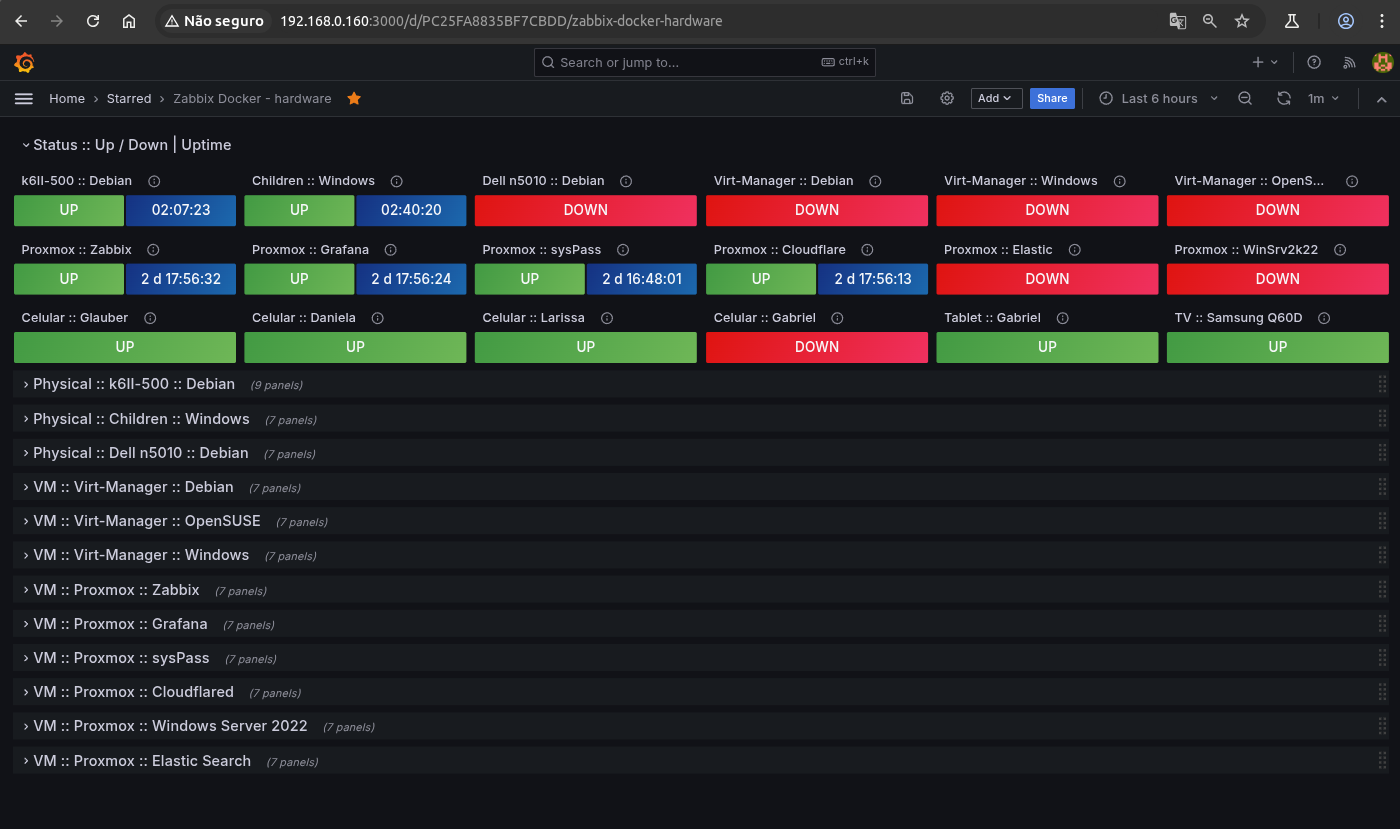 Não seguro 192.168.0.160:3000/d/PC25FA8835BF7CBDD/zabbix-docker-hardware
Search or jump to... ctrl+k
Home › Starred › Zabbix Docker - hardware Add Share Last 6 hours 1m
Status :: Up / Down | Uptime
k6II-500 :: Debian Children :: Windows Dell n5010 :: Debian Virt-Manager :: Debian Virt-Manager :: Windows Virt-Manager :: OpenS...
UP 02:07:23 UP 02:40:20 DOWN DOWN DOWN DOWN
Proxmox :: Zabbix Proxmox :: Grafana Proxmox :: sysPass Proxmox :: Cloudflare Proxmox :: Elastic Proxmox :: WinSrv2k22
UP 2 d 17:56:32 UP 2 d 17:56:24 UP 2 d 16:48:01 UP 2 d 17:56:13 DOWN DOWN
Celular :: Glauber Celular :: Daniela Celular :: Larissa Celular :: Gabriel Tablet :: Gabriel TV :: Samsung Q60D
UP UP UP DOWN UP UP
Physical :: k6II-500 :: Debian (9 panels)
Physical :: Children :: Windows (7 panels)
Physical :: Dell n5010 :: Debian (7 panels)
VM :: Virt-Manager :: Debian (7 panels)
VM :: Virt-Manager :: OpenSUSE (7 panels)
VM :: Virt-Manager :: Windows (7 panels)
VM :: Proxmox :: Zabbix (7 panels)
VM :: Proxmox :: Grafana (7 panels)
VM :: Proxmox :: sysPass (7 panels)
VM :: Proxmox :: Cloudflared (7 panels)
VM :: Proxmox :: Windows Server 2022 (7 panels)
VM :: Proxmox :: Elastic Search (7 panels)